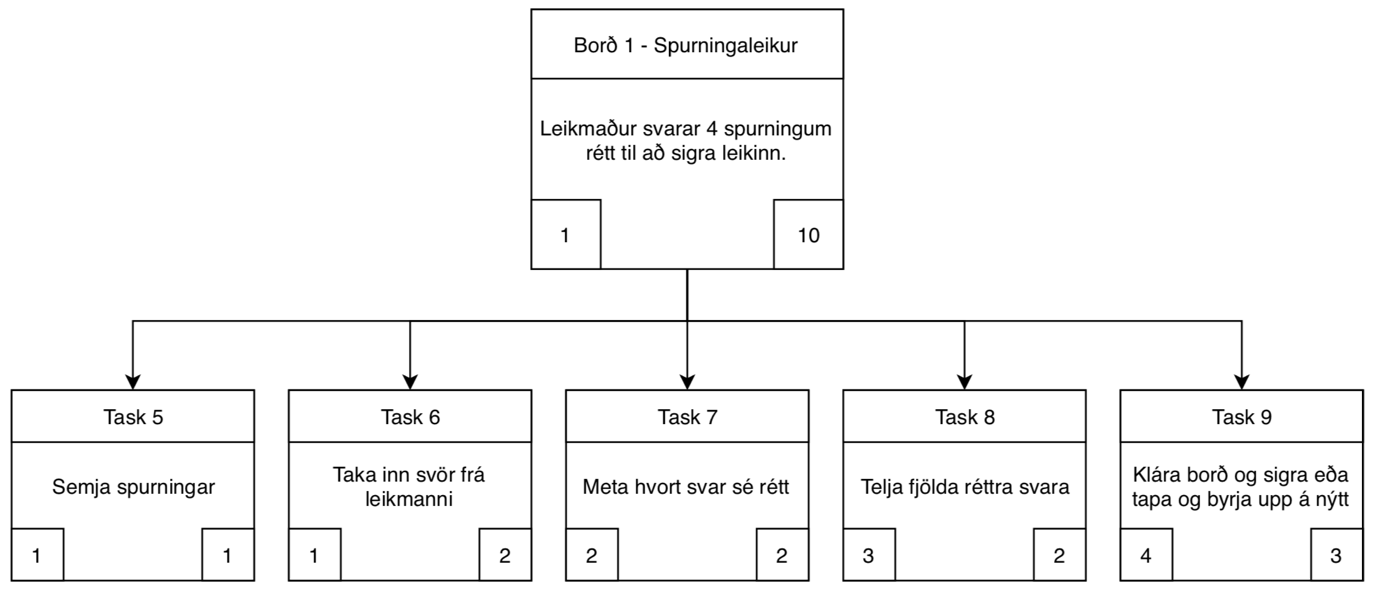 Borð 1 - Spurningaleikur
Leikmaður svarar 4 spurningum
rétt til að sigra leikinn.
1
10
Task 5
Semja spurningar
1
1
Task 6
Taka inn svör frá
leikmanni
1
2
Task 7
Meta hvort svar sé rétt
2
2
Task 8
Telja fjölda réttra svara
3
2
Task 9
Klára borð og sigra eða
tapa og byrja upp á nýtt
4
3